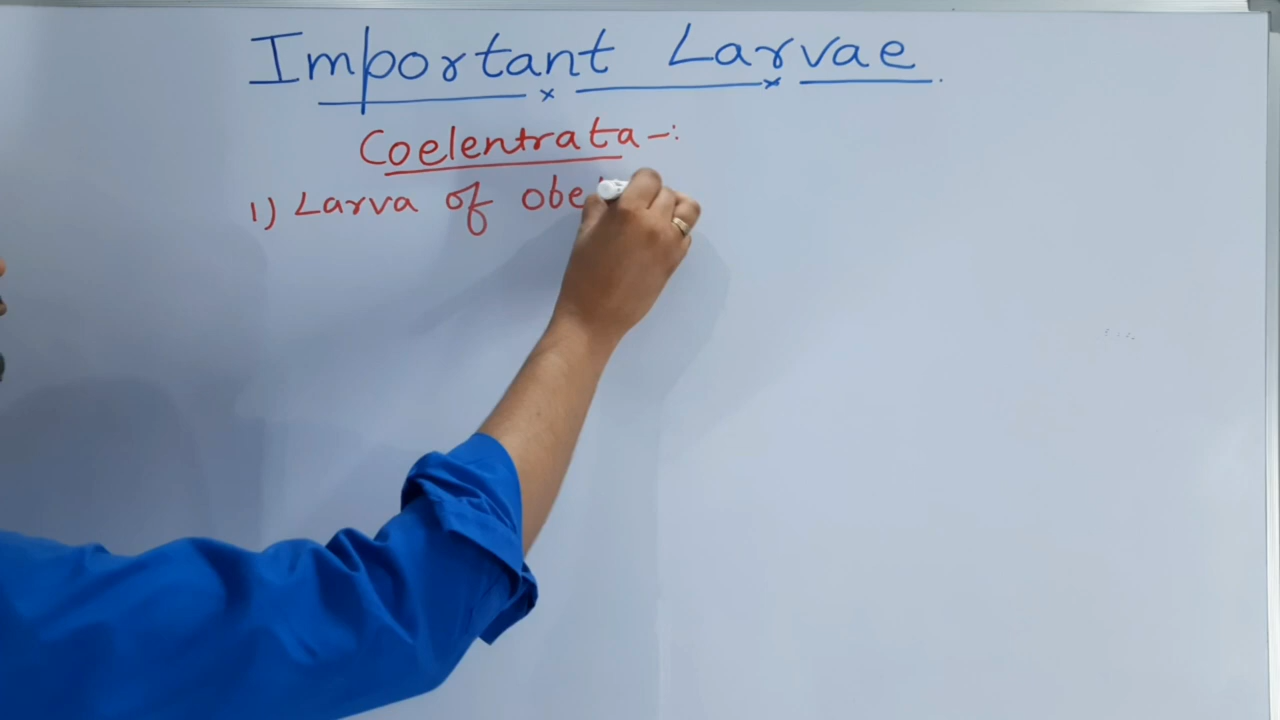 Important Larvae.
Coelentrata-:
1) Larva of obe